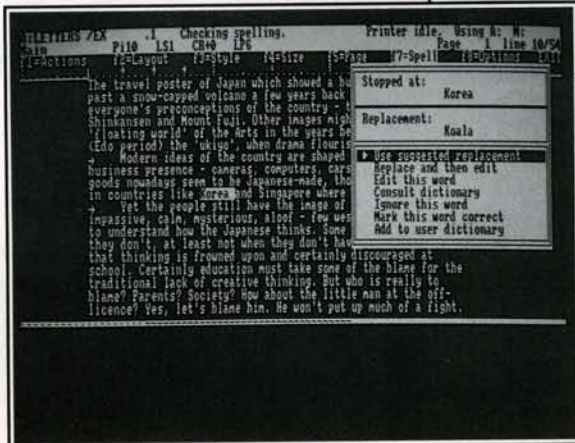 LETTERS /EX .1 Checking spelling. Printer idle. Using A: M:
Main Pi10 LS1 CR+0 LP6 Page 1 line 10/54
f1=Actions f2=Layout f3=Style f4=Size f5=Page f7=Spell f8=Options EXIT
The travel poster of Japan which showed a bu
past a snow-capped volcano a few years back
everyone's preconceptions of the country - t
Shinkansen and Mount Fuji. Other images migh
'floating world' of the Arts in the years be
(Edo period) the 'ukiyo', when drama flouris
Modern ideas of the country are shaped
business presence - cameras, computers, cars
goods nowadays seem to be Japanese-made, tho
in countries like Korea and Singapore where
Yet the people still have the image of
impassive, calm, mysterious, aloof - few wes
to understand how the Japanese thinks. Some
they don't, at least not when they don't hav
that thinking is frowned upon and certainly discouraged at
school. Certainly education must take some of the blame for the
traditional lack of creative thinking. But who is really to
blame? Parents? Society? How about the little man at the off-
licence? Yes, let's blame him. He won't put up much of a fight.
Stopped at:
Korea
Replacement:
Koala
Use suggested replacement
Replace and then edit
Edit this word
Consult dictionary
Ignore this word
Mark this word correct
Add to user dictionary